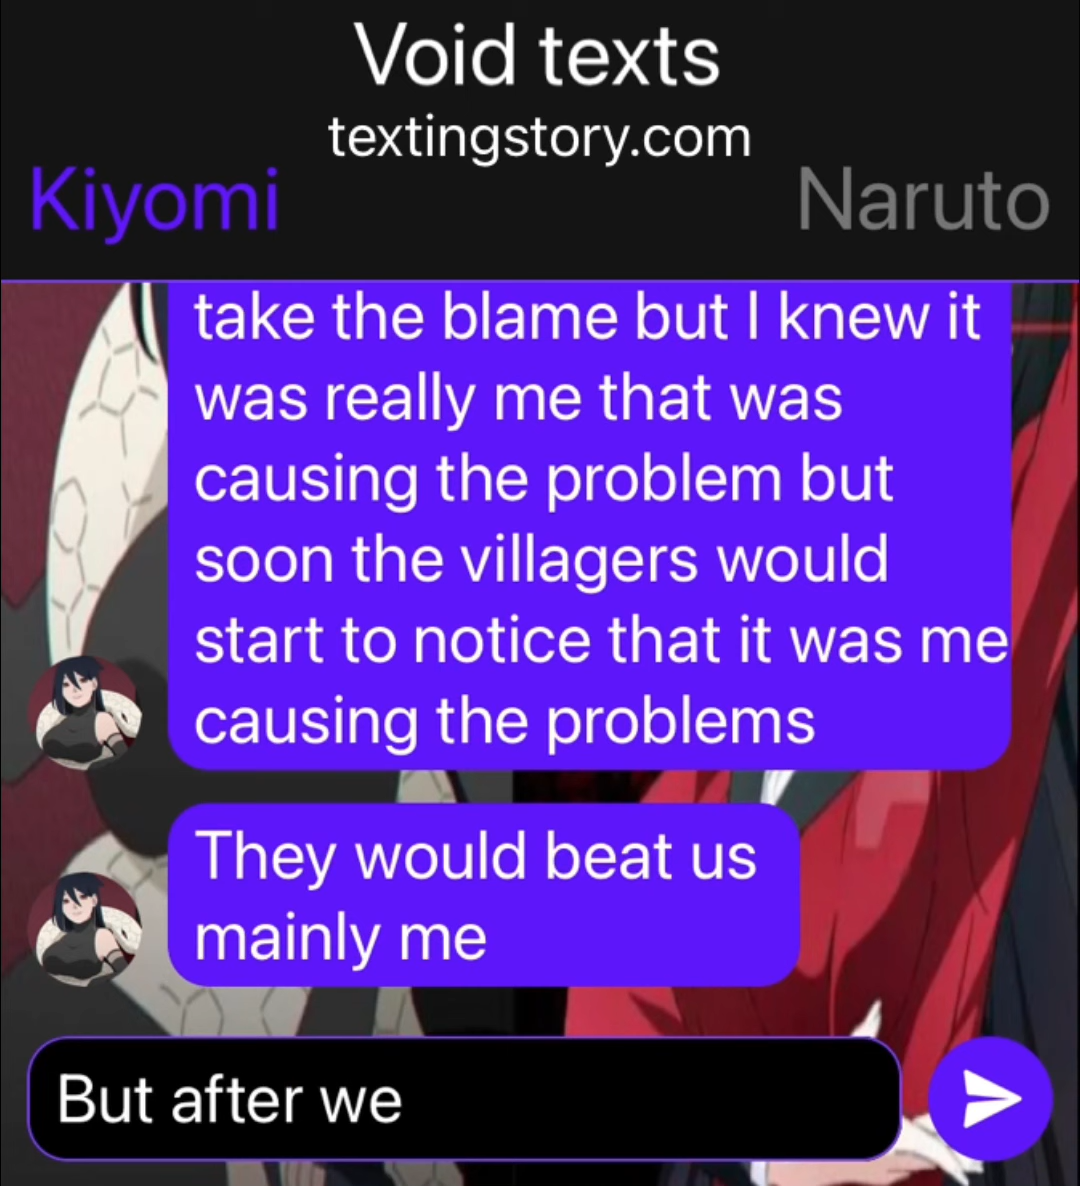 Void texts
textingstory.com
Kiyomi
Naruto
take the blame but I knew it
was really me that was
causing the problem but
soon the villagers would
start to notice that it was me
causing the problems
They would beat us
mainly me
But after we